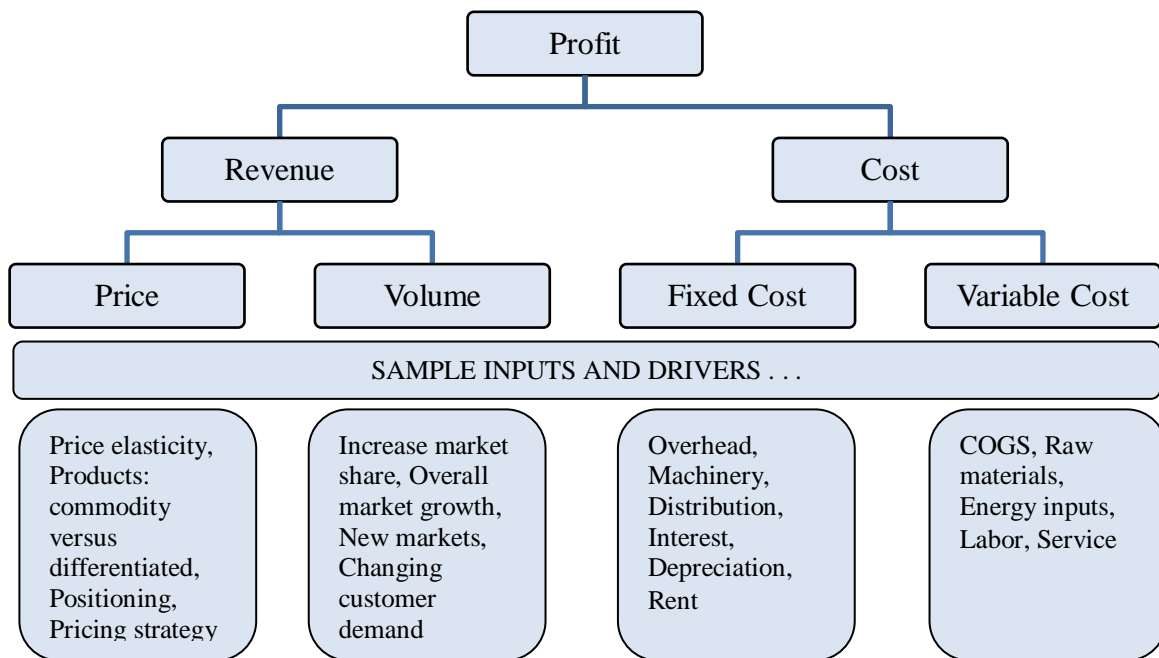 Profit
Revenue
Cost
Price
Volume
Fixed Cost
Variable Cost
SAMPLE INPUTS AND DRIVERS . . .
Price elasticity,
Products:
commodity
versus
differentiated,
Positioning,
Pricing strategy
Increase market
share, Overall
market growth,
New markets,
Changing
customer
demand
Overhead,
Machinery,
Distribution,
Interest,
Depreciation,
Rent
COGS, Raw
materials,
Energy inputs,
Labor, Service